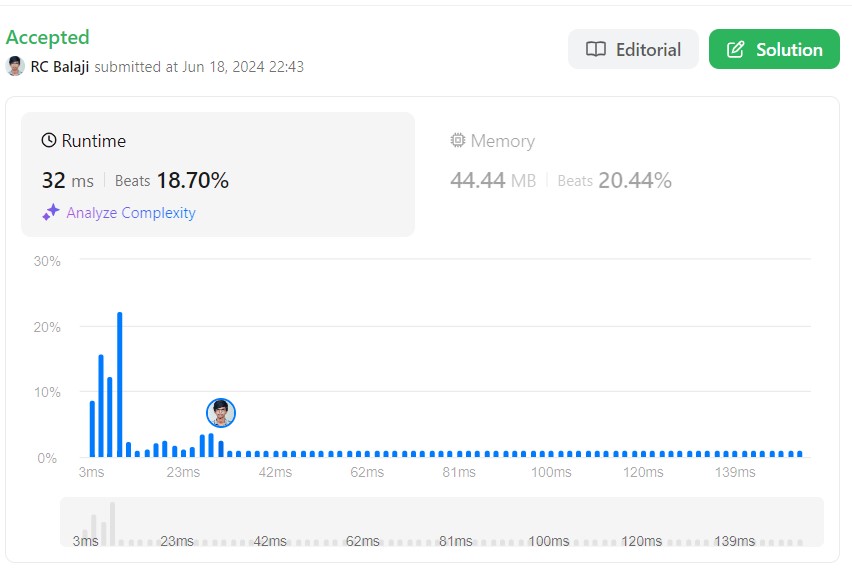 Accepted
RC Balaji submitted at Jun 18, 2024 22:43
Editorial
Solution
Runtime
32 ms Beats 18.70%
Analyze Complexity
Memory
44.44 MB Beats 20.44%
30%
20%
10%
0%
3ms 23ms 42ms 62ms 81ms 100ms 120ms 139ms
3ms 23ms 42ms 62ms 81ms 100ms 120ms 139ms